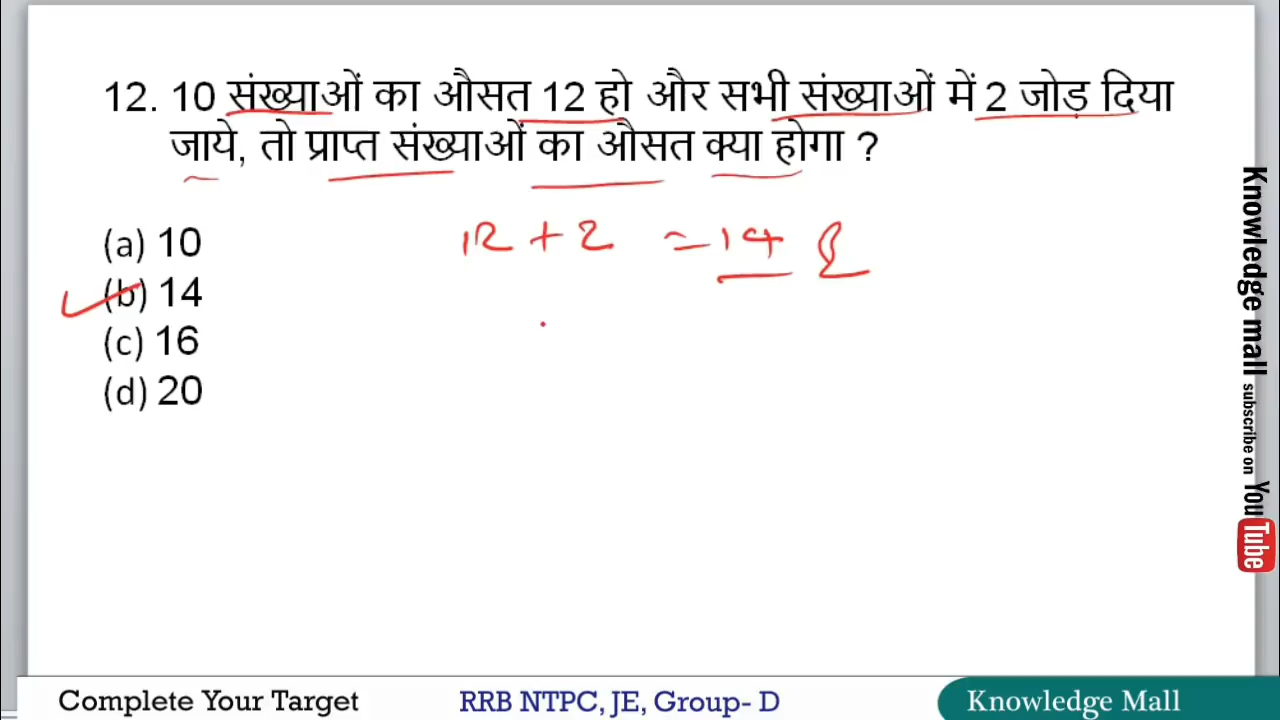 12. 10 संख्याओं का औसत 12 हो और सभी संख्याओं में 2 जोड़ दिया
जाये, तो प्राप्त संख्याओं का औसत क्या होगा ?
12 + 2 = 14
(a) 10
(b) 14
(c) 16
(d) 20
Knowledge mall subscribe on YouTube
Complete Your Target
RRB NTPC, JE, Group- D
Knowledge Mall